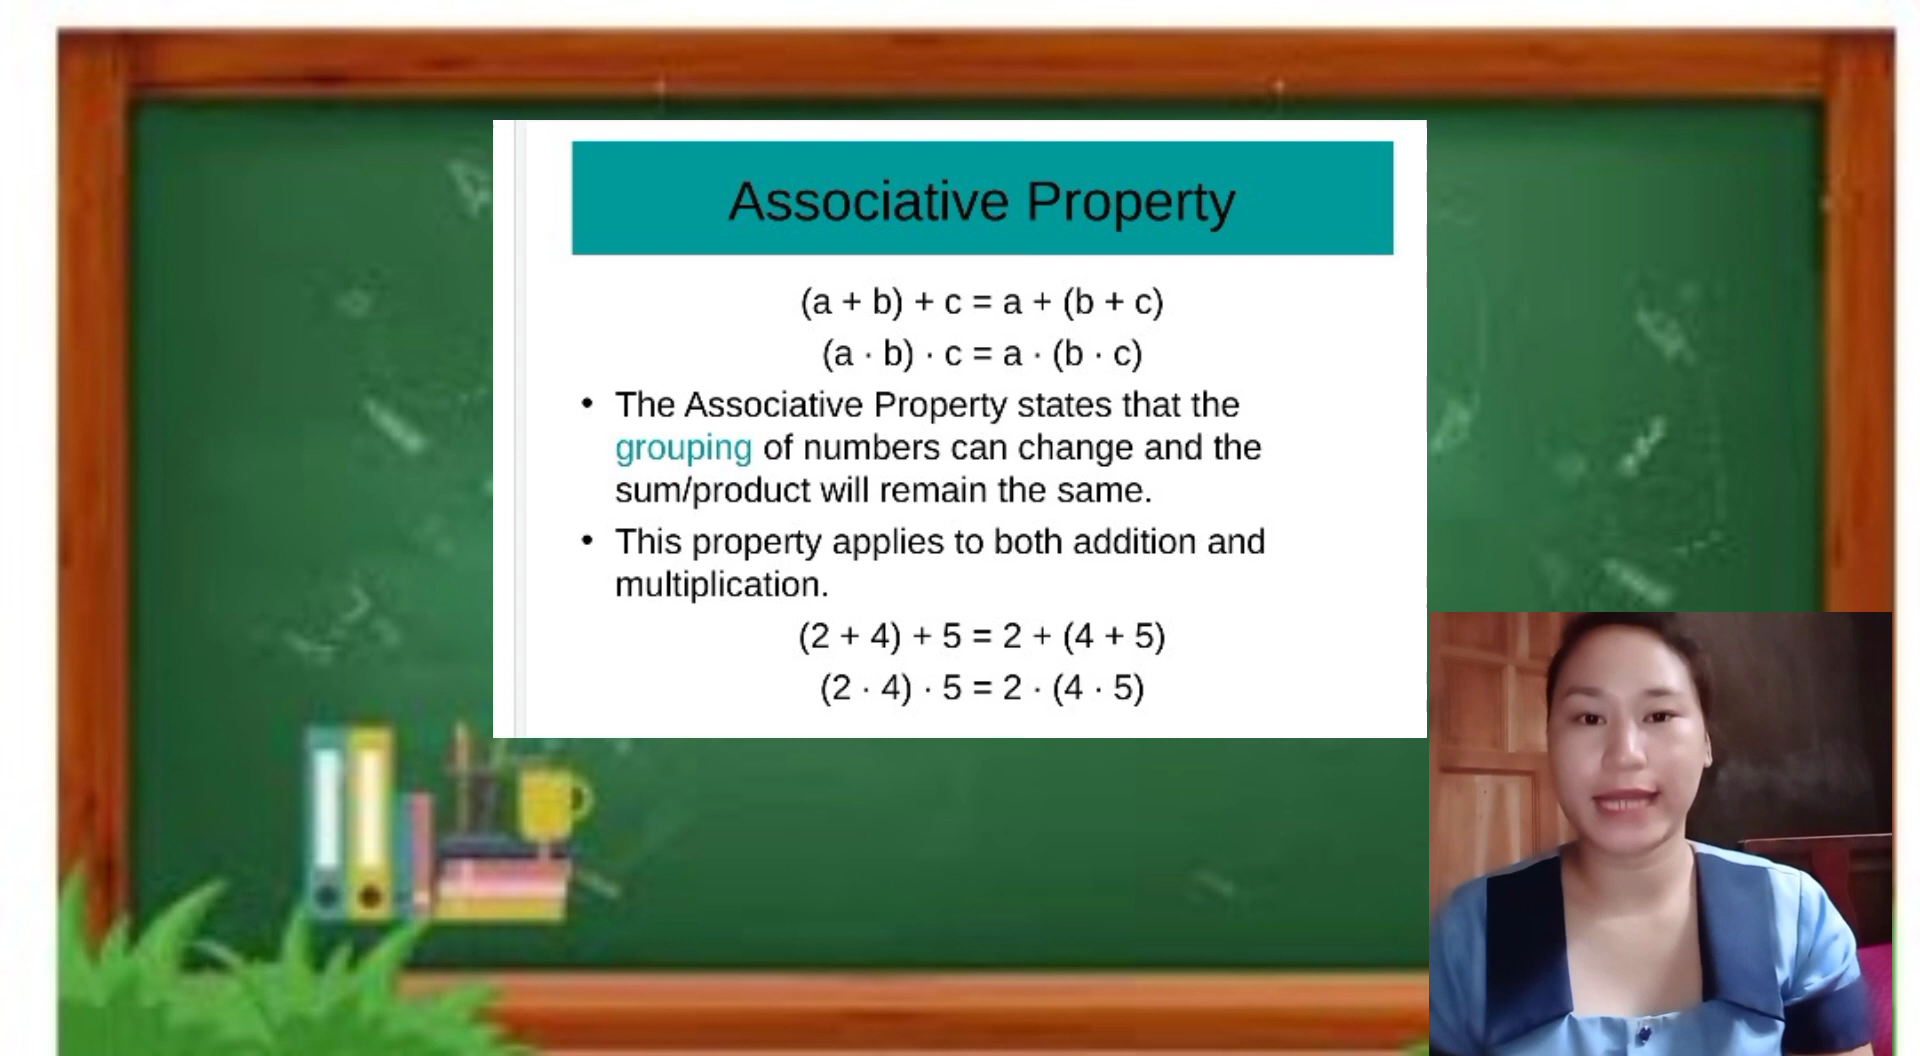 Associative Property
(a + b) + c = a + (b + c)
(a · b) · c = a · (b · c)
• The Associative Property states that the
grouping of numbers can change and the
sum/product will remain the same.
• This property applies to both addition and
multiplication.
(2 + 4) + 5 = 2 + (4 + 5)
(2 · 4) · 5 = 2 · (4 · 5)